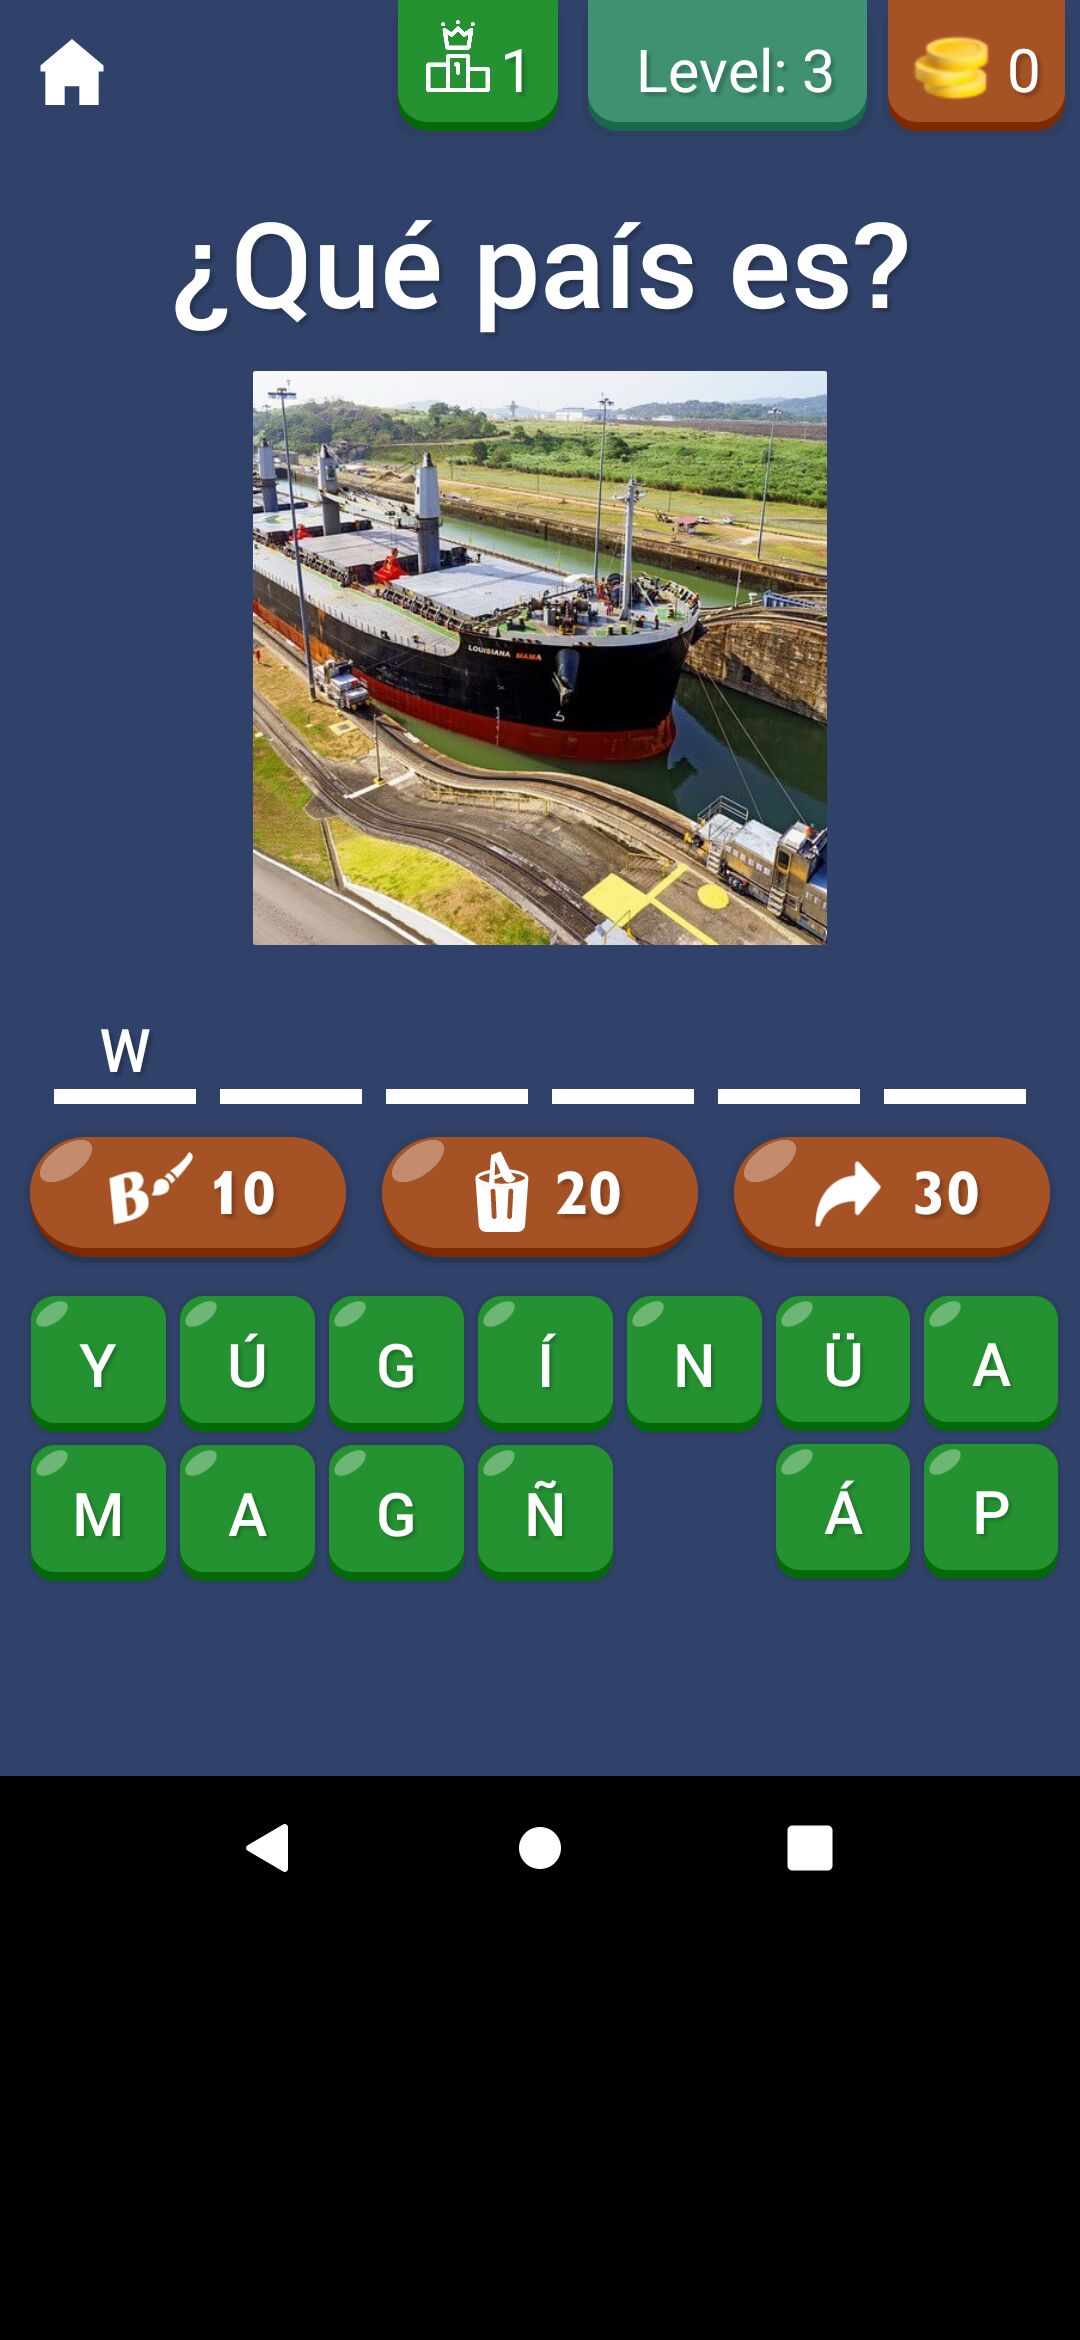 1 Level: 3 0
¿Qué país es?
LOUISIANA MAMA
W
B 10 20 30
Y Ú G Í N Ü A
M A G Ñ Á P